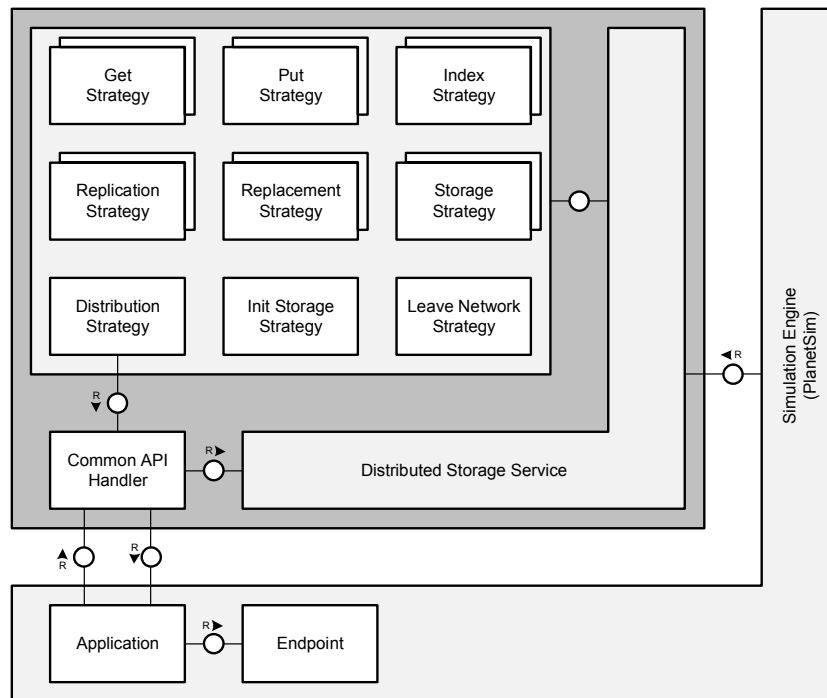 Get
Strategy
Put
Strategy
Index
Strategy
Replication
Strategy
Replacement
Strategy
Storage
Strategy
Distribution
Strategy
Init Storage
Strategy
Leave Network
Strategy
R
R
Simulation Engine
(PlanetSim)
Common API
Handler
R
Distributed Storage Service
R
R
Application
R
Endpoint